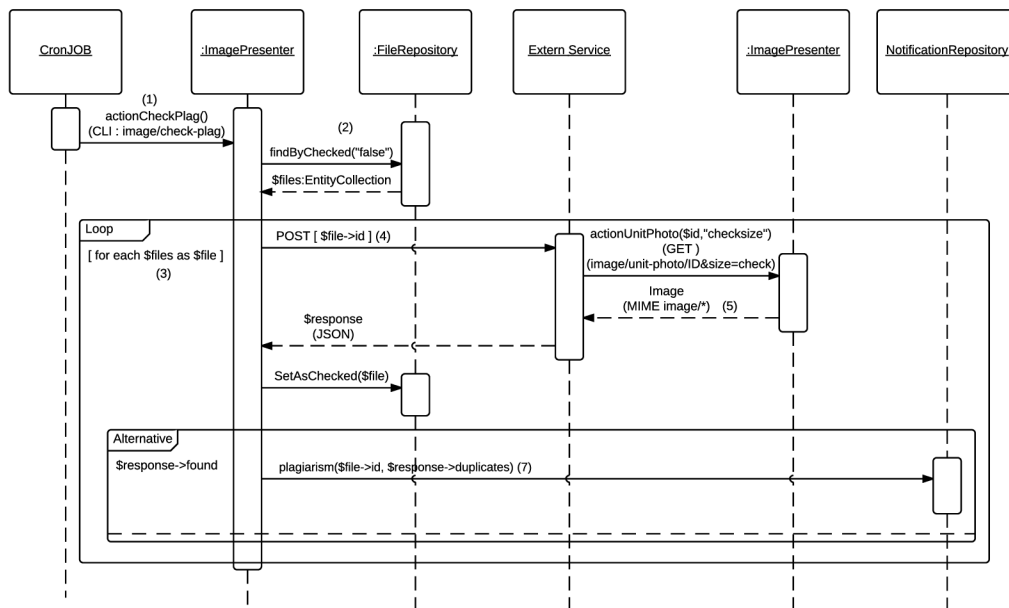 CronJOB
:ImagePresenter
:FileRepository
Extern Service
:ImagePresenter
NotificationRepository
(1)
actionCheckPlag()
(CLI : image/check-plag)
(2)
findByChecked("false")
$files:EntityCollection
Loop
[ for each $files as $file ]
(3)
POST [ $file->id ] (4)
actionUnitPhoto($id,"checksize")
(GET )
(image/unit-photo/ID&size=check)
Image
(MIME image/*) (5)
$response
(JSON)
SetAsChecked($file)
Alternative
$response->found
plagiarism($file->id, $response->duplicates) (7)